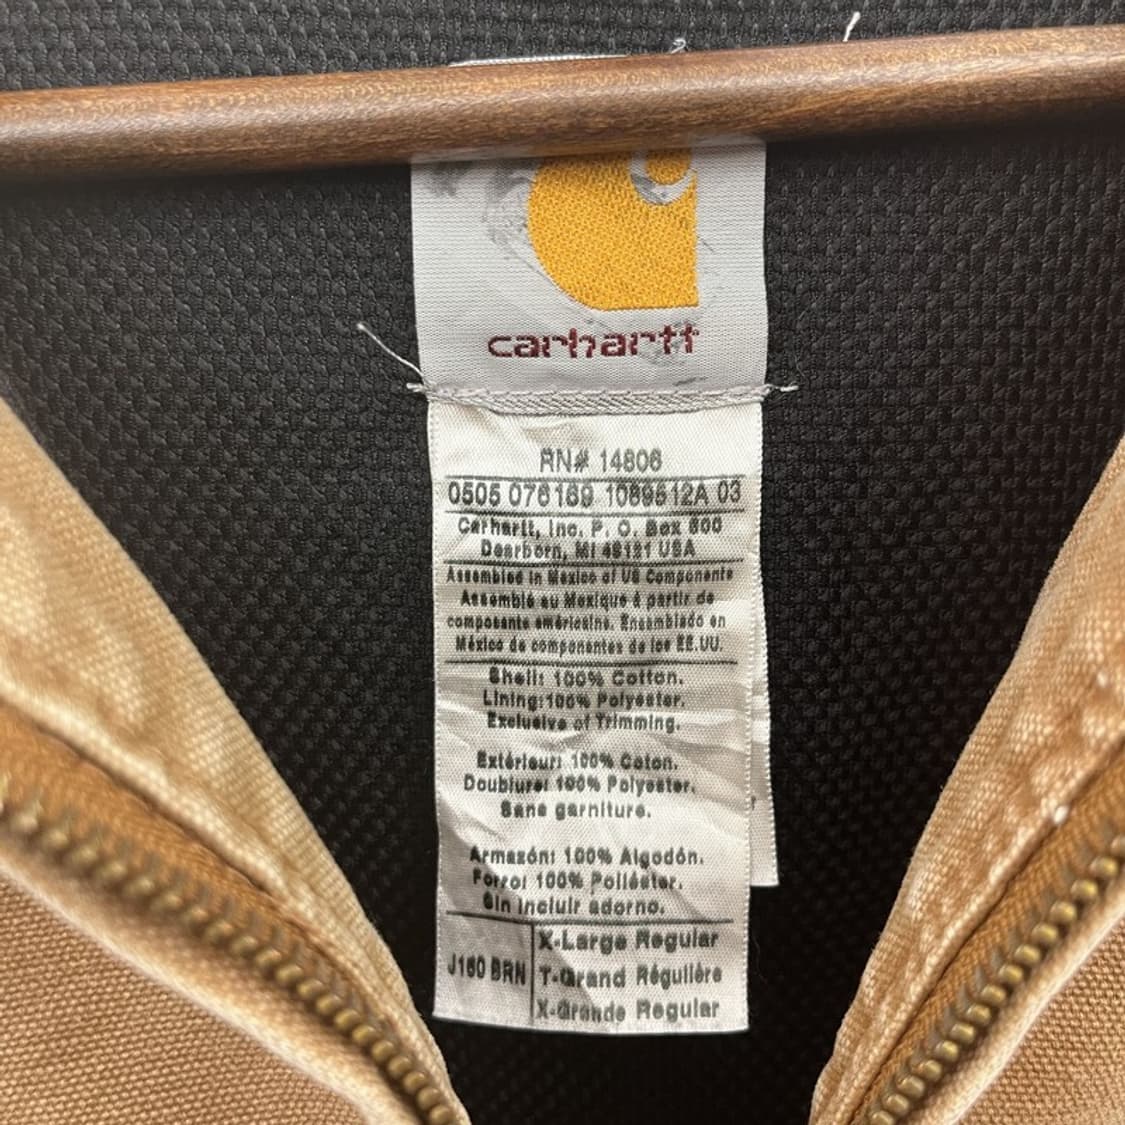 carhartt
RN# 14806
0505 076189 1089512A 03
Carhartt, Inc. P. O. Box 600
Dearborn, MI 48121 USA
Assembled in Mexico of US Components
Assemblé au Mexique à partir de
composants américains. Ensamblado en
México de componentes de los EE.UU.
Shell: 100% Cotton.
Lining:100% Polyester.
Exclusive of Trimming.
Extérieur: 100% Coton.
Doublure: 100% Polyester.
Sans garniture.
Armazón: 100% Algodón.
Forro: 100% Poliéster.
Sin incluir adorno.
J160 BRN
X-Large Regular
T-Grand Régulière
X-Grande Regular